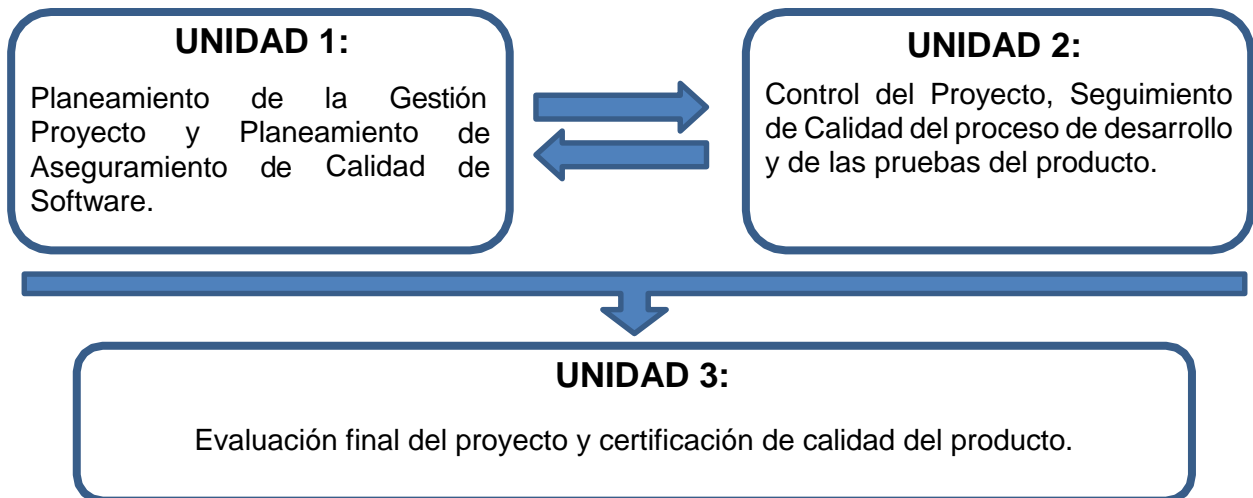 UNIDAD 1:
Planeamiento de la Gestión
Proyecto y Planeamiento de
Aseguramiento de Calidad de
Software.
UNIDAD 2:
Control del Proyecto, Seguimiento
de Calidad del proceso de desarrollo
y de las pruebas del producto.
UNIDAD 3:
Evaluación final del proyecto y certificación de calidad del producto.